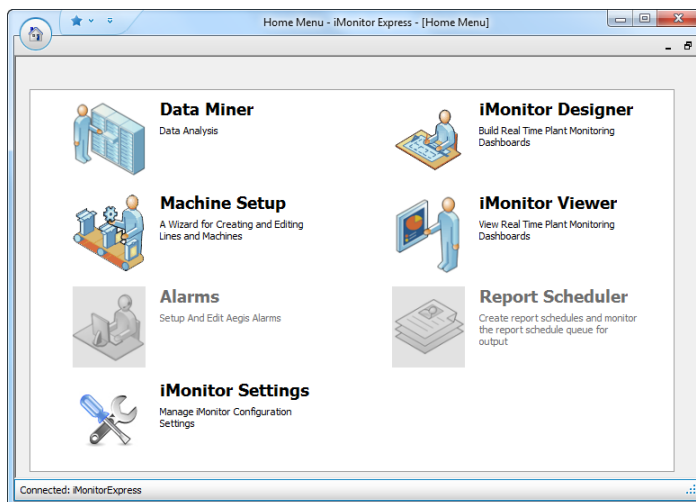 Home Menu - iMonitor Express - [Home Menu]
Data Miner
Data Analysis
iMonitor Designer
Build Real Time Plant Monitoring
Dashboards
Machine Setup
A Wizard for Creating and Editing
Lines and Machines
iMonitor Viewer
View Real Time Plant Monitoring
Dashboards
Alarms
Setup And Edit Aegis Alarms
Report Scheduler
Create report schedules and monitor
the report schedule queue for
output
iMonitor Settings
Manage iMonitor Configuration
Settings
Connected: iMonitorExpress